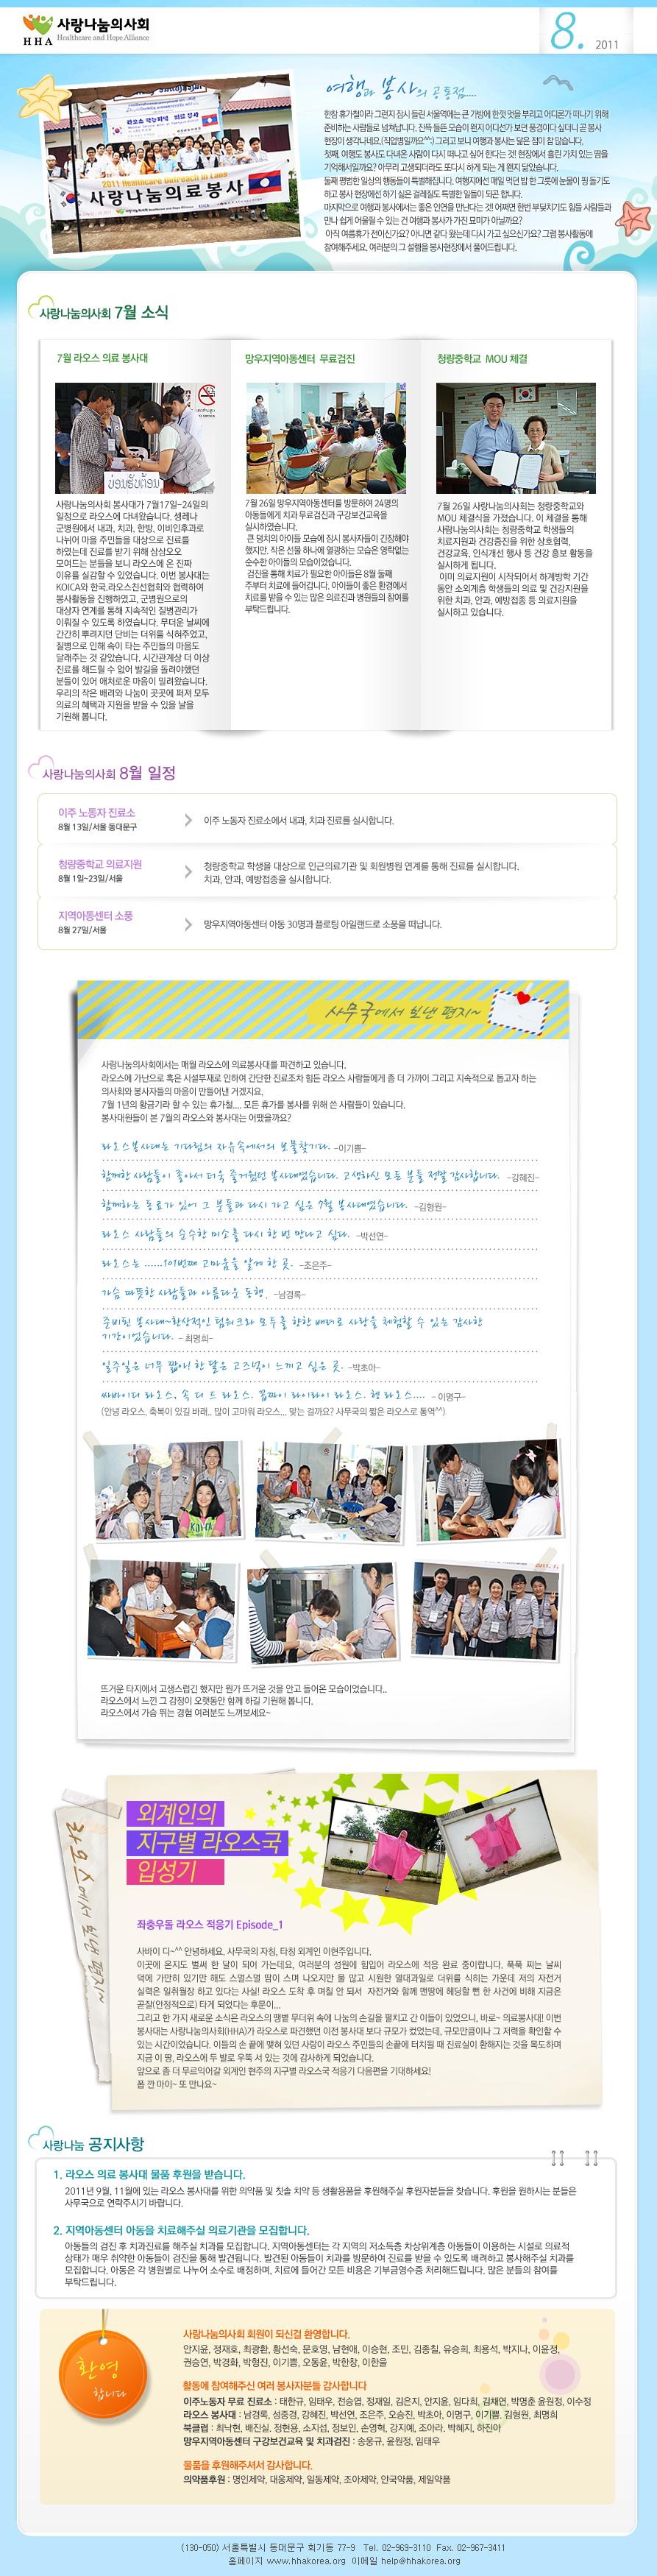 사랑나눔의사회
Healthcare and Hope Alliance
HHA
8. 2011
여행과 봉사의 공통점....
한창 휴가철이라 그런지 잠시 들린 서울역에는 큰 가방에 한껏 멋을 부리고 어디론가 떠나기 위해
준비하는 사람들로 넘쳐납니다. 잔뜩 들뜬 모습이 왠지 어디선가 보던 풍경이다 싶더니 곧 봉사
현장이 생각나네요.(직업병일까요^^;) 그러고 보니 여행과 봉사는 닮은 점이 참 많습니다.
첫째, 여행도 봉사도 다녀온 사람이 다시 떠나고 싶어 한다는 것! 현장에서 흘린 가치 있는 땀을
기억해서일까요? 아무리 고생되더라도 또다시 하게 되는 게 왠지 닮았습니다.
둘째 평범한 일상의 행동들이 특별해집니다. 여행지에선 매일 먹던 밥 한 그릇에 눈물이 핑 돌기도
하고 봉사 현장에선 하기 싫은 걸레질도 특별한 일들이 되곤 합니다.
마지막으로 여행과 봉사에서는 좋은 인연을 만난다는 것! 어쩌면 한번 부딪치기도 힘들 사람들과
만나 쉽게 어울릴 수 있는 건 여행과 봉사가 가진 묘미가 아닐까요?
아직 여름휴가 전이신가요? 아니면 같다 왔는데 다시 가고 싶으신가요? 그럼 봉사활동에
참여해주세요. 여러분의 그 설렘을 봉사현장에서 풀어드립니다.
2011 Healthcare Outreach in Laos
사랑나눔의료봉사
사랑나눔의사회 7월 소식
7월 라오스 의료 봉사대
사랑나눔의사회 봉사대가 7월17일~24일의
일정으로 라오스에 다녀왔습니다. 생레나
군병원에서 내과, 치과, 한방, 이비인후과로
나뉘어 마을 주민들을 대상으로 진료를
하였는데 진료를 받기 위해 삼삼오오
모여드는 분들을 보니 라오스에 온 진짜
이유를 실감할 수 있었습니다. 이번 봉사대는
KOICA와 한국.라오스친선협회와 협력하여
봉사활동을 진행하였고, 군병원으로의
대상자 연계를 통해 지속적인 질병관리가
이뤄질 수 있도록 하였습니다. 무더운 날씨에
간간히 뿌려지던 단비는 더위를 식혀주었고,
질병으로 인해 속이 타는 주민들의 마음도
달래주는 것 같았습니다. 시간관계상 더 이상
진료를 해드릴 수 없어 발길을 돌려야했던
분들이 있어 애처로운 마음이 밀려왔습니다.
우리의 작은 배려와 나눔이 곳곳에 퍼져 모두
의료의 혜택과 지원을 받을 수 있을 날을
기원해 봅니다.
망우지역아동센터 무료검진
7월 26일 망우지역아동센터를 방문하여 24명의
아동들에게 치과 무료검진과 구강보건교육을
실시하였습니다.
큰 덩치의 아이들 모습에 잠시 봉사자들이 긴장해야
했지만, 작은 선물 하나에 열광하는 모습은 영락없는
순수한 아이들의 모습이었습니다.
검진을 통해 치료가 필요한 아이들은 8월 둘째
주부터 치료에 들어갑니다. 아이들이 좋은 환경에서
치료를 받을 수 있는 많은 의료진과 병원들의 참여를
부탁드립니다.
청량중학교 MOU 체결
7월 26일 사랑나눔의사회는 청량중학교와
MOU 체결식을 가졌습니다. 이 체결을 통해
사랑나눔의사회는 청량중학교 학생들의
치료지원과 건강증진을 위한 상호협력,
건강교육, 인식개선 행사 등 건강 홍보 활동을
실시하게 됩니다.
이미 의료지원이 시작되어서 하계방학 기간
동안 소외계층 학생들의 의료 및 건강지원을
위한 치과, 안과, 예방접종 등 의료지원을
실시하고 있습니다.
사랑나눔의사회 8월 일정
이주 노동자 진료소
8월 13일/서울 동대문구
이주 노동자 진료소에서 내과, 치과 진료를 실시합니다.
청량중학교 의료지원
8월 1일~23일/서울
청량중학교 학생을 대상으로 인근의료기관 및 회원병원 연계를 통해 진료를 실시합니다.
치과, 안과, 예방접종을 실시합니다.
지역아동센터 소풍
8월 27일/서울
망우지역아동센터 아동 30명과 플로팅 아일랜드로 소풍을 떠납니다.
사무국에서 보낸 편지~
사랑나눔의사회에서는 매월 라오스에 의료봉사대를 파견하고 있습니다.
라오스에 가난으로 혹은 시설부재로 인하여 간단한 진료조차 힘든 라오스 사람들에게 좀 더 가까이 그리고 지속적으로 돕고자 하는
의사회와 봉사자들의 마음이 만들어낸 거겠지요,
7월 1년의 황금기라 할 수 있는 휴가철.... 모든 휴가를 봉사를 위해 쓴 사람들이 있습니다.
봉사대원들이 본 7월의 라오스와 봉사대는 어땠을까요?
라오스봉사대는 기다림의 자유속에서의 보물찾기다. -이기쁨-
함께한 사람들이 좋아서 더욱 즐거웠던 봉사대였습니다. 고생하신 모든 분들 정말 감사합니다. -강혜진-
함께하는 동료가 있어 그 분들과 다시 가고 싶은 7월 봉사대였습니다. -김형원-
라오스 사람들의 순수한 미소를 다시 한 번 만나고 싶다. -박선연-
라오스는 ......101번째 고마움을 알게 한 곳. -조은주-
가슴 따뜻한 사람들과 아름다운 동행. -남경록-
준비된 봉사대~환상적인 팀워크와 모두를 향한 배려로 사랑을 체험할 수 있는 감사한
기간이었습니다. - 최명희-
일주일은 너무 짧아! 한 달은 고즈넉이 느끼고 싶은 곳. -박초아-
싸바이디 라오스, 속 디 드 라오스. 꼽짜이 라이라이 라오스. 헹 라오스.... - 이명구-
(안녕 라오스, 축복이 있길 바래.. 많이 고마워 라오스... 맞는 걸까요? 사무국의 짧은 라오스로 통역^^)
뜨거운 타지에서 고생스럽긴 했지만 뭔가 뜨거운 것을 안고 들어온 모습이었습니다..
라오스에서 느낀 그 감정이 오랫동안 함께 하길 기원해 봅니다.
라오스에서 가슴 뛰는 경험 여러분도 느껴보세요~
라오스에서 보낸 편지~
외계인의
지구별 라오스국
입성기
좌충우돌 라오스 적응기 Episode_1
사바이 디~^^ 안녕하세요, 사무국의 자칭, 타칭 외계인 이현주입니다.
이곳에 온지도 벌써 한 달이 되어 가는데요, 여러분의 성원에 힘입어 라오스에 적응 완료 중이랍니다. 푹푹 찌는 날씨
덕에 가만히 있기만 해도 스멀스멀 땀이 스며 나오지만 물 많고 시원한 열대과일로 더위를 식히는 가운데 저의 자전거
실력은 일취월장 하고 있다는 사실! 라오스 도착 후 며칠 안 되서 자전거와 함께 맨땅에 헤딩할 뻔 한 사건에 비해 지금은
곧잘(안정적으로) 타게 되었다는 후문이...
그리고 한 가지 새로운 소식은 라오스의 땡볕 무더위 속에 나눔의 손길을 펼치고 간 이들이 있었으니, 바로~ 의료봉사대! 이번
봉사대는 사랑나눔의사회(HHA)가 라오스로 파견했던 이전 봉사대 보다 규모가 컸었는데, 규모만큼이나 그 저력을 확인할 수
있는 시간이었습니다. 이들의 손 끝에 맺혀 있던 사랑이 라오스 주민들의 손끝에 터치될 때 진료실이 환해지는 것을 목도하며
지금 이 땅, 라오스에 두 발로 우뚝 서 있는 것에 감사하게 되었습니다.
앞으로 좀 더 무르익어갈 외계인 현주의 지구별 라오스국 적응기 다음편을 기대하세요!
폽 깐 마이~ 또 만나요~
사랑나눔 공지사항
1. 라오스 의료 봉사대 물품 후원을 받습니다.
2011년 9월, 11월에 있는 라오스 봉사대를 위한 의약품 및 칫솔 치약 등 생활용품을 후원해주실 후원자분들을 찾습니다. 후원을 원하시는 분들은
사무국으로 연락주시기 바랍니다.
2. 지역아동센터 아동을 치료해주실 의료기관을 모집합니다.
아동들의 검진 후 치과진료를 해주실 치과를 모집합니다. 지역아동센터는 각 지역의 저소득층 차상위계층 아동들이 이용하는 시설로 의료적
상태가 매우 취약한 아동들이 검진을 통해 발견됩니다. 발견된 아동들이 치과를 방문하여 진료를 받을 수 있도록 배려하고 봉사해주실 치과를
모집합니다. 아동은 각 병원별로 나누어 소수로 배정하며, 치료에 들어간 모든 비용은 기부금영수증 처리해드립니다. 많은 분들의 참여를
부탁드립니다.
환영
합니다
사랑나눔의사회 회원이 되신걸 환영합니다.
안지윤, 정재호, 최광환, 황선숙, 문호영, 남현애, 이승현, 조민, 김종철, 유승희, 최용석, 박지나, 이윤정,
권승연, 박경화, 박형진, 이기쁨, 오동윤, 박한창, 이한울
활동에 참여해주신 여러 봉사자분들 감사합니다
이주노동자 무료 진료소 : 태한규, 임태우, 전승엽, 정재일, 김은지, 안지윤, 임다희, 김채연, 박명춘 윤원정, 이수정
라오스 봉사대 : 남경록, 성중경, 강혜진, 박선연, 조은주, 오승진, 박초아, 이명구, 이기쁨, 김형원, 최명희
북클럽 : 최낙현, 배진실, 정현용, 소지섭, 정보인, 손영혁, 강지예, 조아라, 박혜지, 하진아
망우지역아동센터 구강보건교육 및 치과검진 : 송웅규, 윤원정, 임태우
물품을 후원해주셔서 감사합니다.
의약품후원 : 명인제약, 대웅제약, 일동제약, 조아제약, 안국약품, 제일약품
(130-050) 서울특별시 동대문구 회기동 77-9 Tel. 02-969-3110 Fax. 02-967-3411
홈페이지 www.hhakorea.org 이메일 help@hhakorea.org